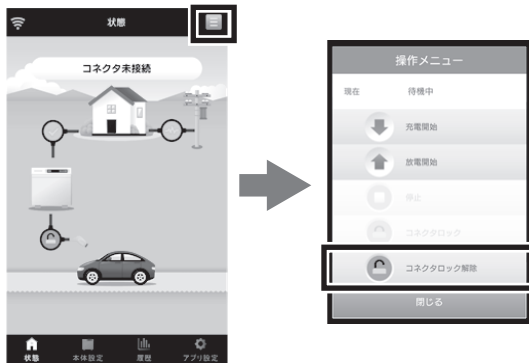 状態
コネクタ未接続
状態
本体設定
履歴
アプリ設定
操作メニュー
現在 待機中
充電開始
放電開始
停止
コネクタロック
コネクタロック解除
閉じる